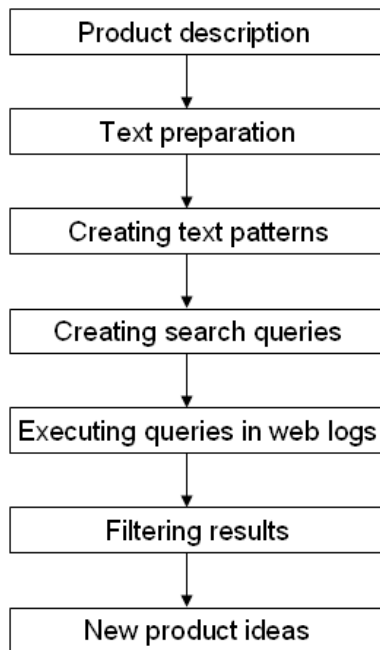 Product description
Text preparation
Creating text patterns
Creating search queries
Executing queries in web logs
Filtering results
New product ideas